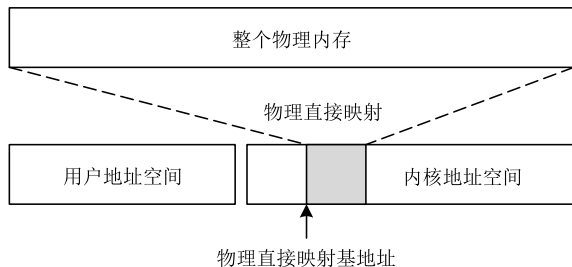 整个物理内存
物理直接映射
用户地址空间
内核地址空间
物理直接映射基地址